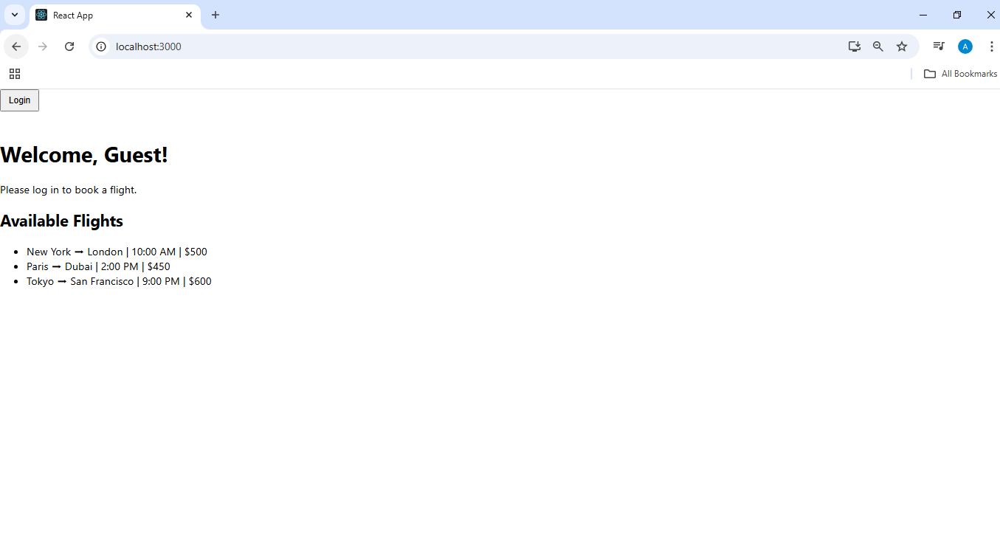 React App
localhost:3000
A
All Bookmarks
Login
Welcome, Guest!
Please log in to book a flight.
Available Flights
• New York ➞ London | 10:00 AM | $500
• Paris ➞ Dubai | 2:00 PM | $450
• Tokyo ➞ San Francisco | 9:00 PM | $600